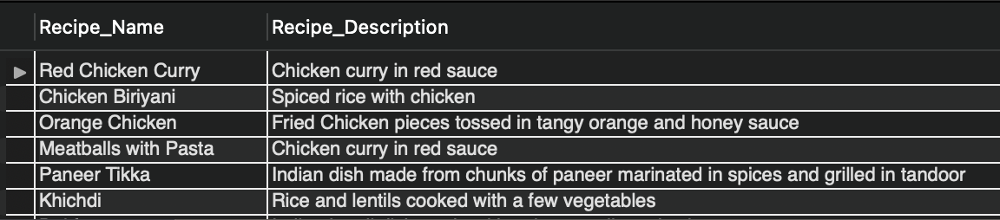 Recipe_Name Recipe_Description
Red Chicken Curry Chicken curry in red sauce
Chicken Biriyani Spiced rice with chicken
Orange Chicken Fried Chicken pieces tossed in tangy orange and honey sauce
Meatballs with Pasta Chicken curry in red sauce
Paneer Tikka Indian dish made from chunks of paneer marinated in spices and grilled in tandoor
Khichdi Rice and lentils cooked with a few vegetables